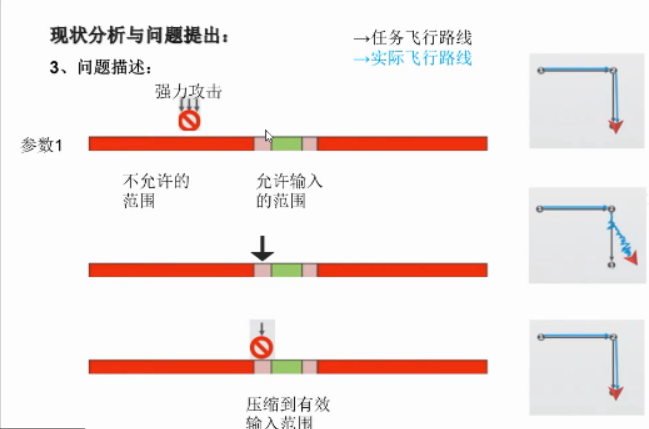 现状分析与问题提出：
→任务飞行路线
→实际飞行路线
3、问题描述：
强力攻击
参数1
不允许的
范围
允许输入
的范围
压缩到有效
输入范围